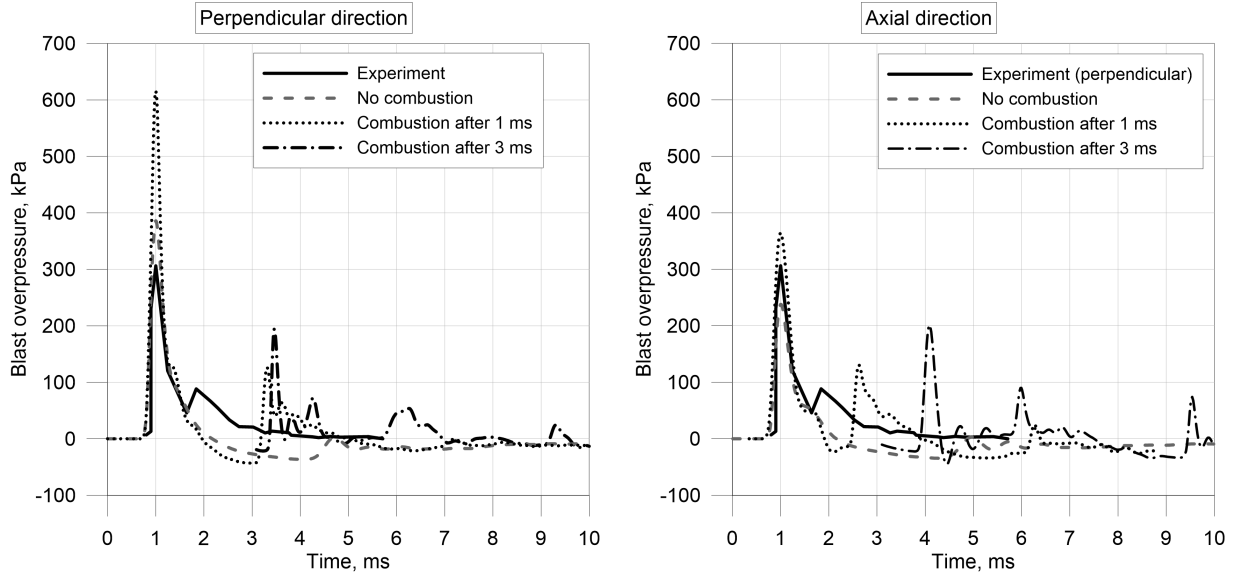 Perpendicular direction
700
600
500
400
300
200
100
0
-100
Blast overpressure, kPa
Experiment
No combustion
Combustion after 1 ms
Combustion after 3 ms
0 1 2 3 4 5 6 7 8 9 10
Time, ms
Axial direction
700
600
500
400
300
200
100
0
-100
Blast overpressure, kPa
Experiment (perpendicular)
No combustion
Combustion after 1 ms
Combustion after 3 ms
0 1 2 3 4 5 6 7 8 9 10
Time, ms